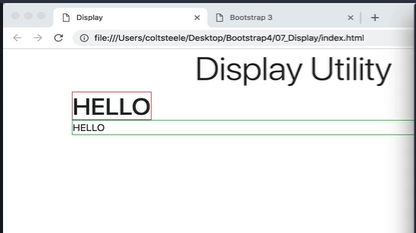 Display
Bootstrap 3
file:///Users/coltsteele/Desktop/Bootstrap4/07_Display/index.html
Display Utility
HELLO
HELLO